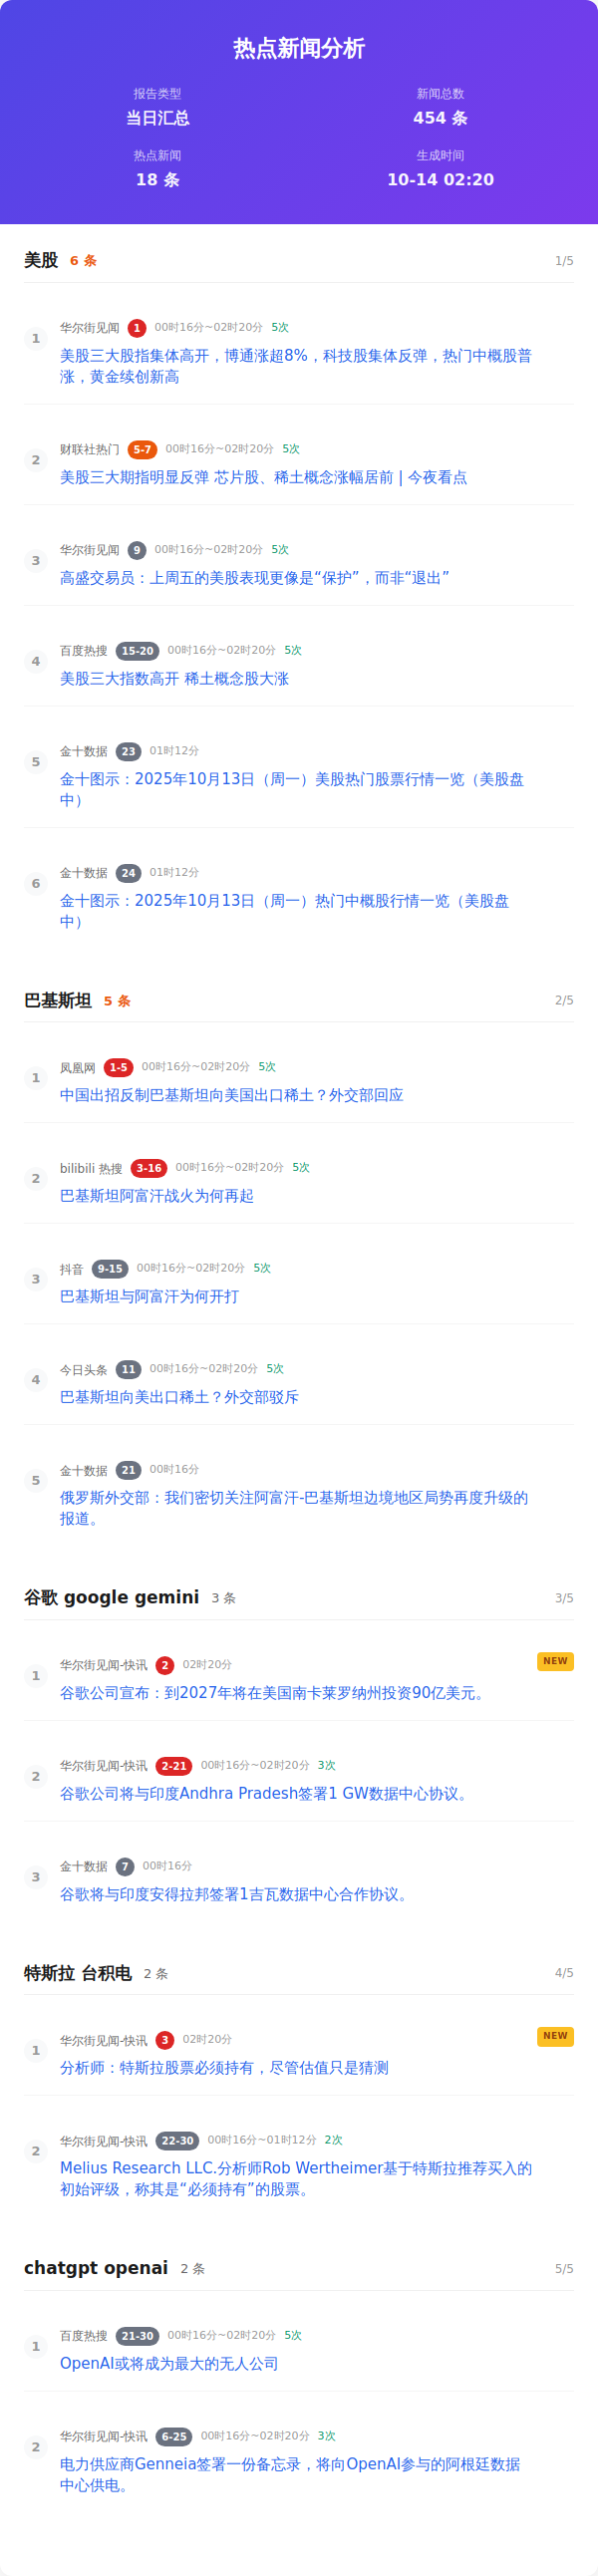 热点新闻分析
报告类型
当日汇总
新闻总数
454 条
热点新闻
18 条
生成时间
10-14 02:20
美股 6 条 1/5
1
华尔街见闻 1 00时16分~02时20分 5次
美股三大股指集体高开，博通涨超8%，科技股集体反弹，热门中概股普
涨，黄金续创新高
2
财联社热门 5-7 00时16分~02时20分 5次
美股三大期指明显反弹 芯片股、稀土概念涨幅居前 | 今夜看点
3
华尔街见闻 9 00时16分~02时20分 5次
高盛交易员：上周五的美股表现更像是“保护”，而非“退出”
4
百度热搜 15-20 00时16分~02时20分 5次
美股三大指数高开 稀土概念股大涨
5
金十数据 23 01时12分
金十图示：2025年10月13日（周一）美股热门股票行情一览（美股盘
中）
6
金十数据 24 01时12分
金十图示：2025年10月13日（周一）热门中概股行情一览（美股盘
中）
巴基斯坦 5 条 2/5
1
凤凰网 1-5 00时16分~02时20分 5次
中国出招反制巴基斯坦向美国出口稀土？外交部回应
2
bilibili 热搜 3-16 00时16分~02时20分 5次
巴基斯坦阿富汗战火为何再起
3
抖音 9-15 00时16分~02时20分 5次
巴基斯坦与阿富汗为何开打
4
今日头条 11 00时16分~02时20分 5次
巴基斯坦向美出口稀土？外交部驳斥
5
金十数据 21 00时16分
俄罗斯外交部：我们密切关注阿富汗-巴基斯坦边境地区局势再度升级的
报道。
谷歌 google gemini 3 条 3/5
1
华尔街见闻-快讯 2 02时20分 NEW
谷歌公司宣布：到2027年将在美国南卡莱罗纳州投资90亿美元。
2
华尔街见闻-快讯 2-21 00时16分~02时20分 3次
谷歌公司将与印度Andhra Pradesh签署1 GW数据中心协议。
3
金十数据 7 00时16分
谷歌将与印度安得拉邦签署1吉瓦数据中心合作协议。
特斯拉 台积电 2 条 4/5
1
华尔街见闻-快讯 3 02时20分 NEW
分析师：特斯拉股票必须持有，尽管估值只是猜测
2
华尔街见闻-快讯 22-30 00时16分~01时12分 2次
Melius Research LLC.分析师Rob Wertheimer基于特斯拉推荐买入的
初始评级，称其是“必须持有”的股票。
chatgpt openai 2 条 5/5
1
百度热搜 21-30 00时16分~02时20分 5次
OpenAI或将成为最大的无人公司
2
华尔街见闻-快讯 6-25 00时16分~02时20分 3次
电力供应商Genneia签署一份备忘录，将向OpenAI参与的阿根廷数据
中心供电。